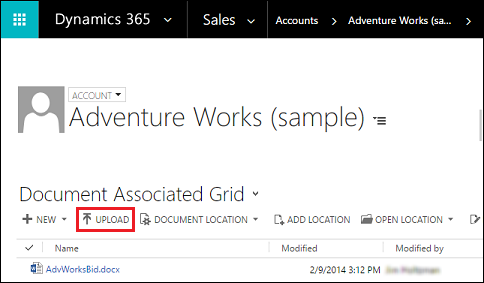 Dynamics 365 Sales Accounts Adventure Works (sa...
ACCOUNT
Adventure Works (sample)
Document Associated Grid
NEW UPLOAD DOCUMENT LOCATION ADD LOCATION OPEN LOCATION
Name Modified Modified by
AdvWorksBid.docx 2/9/2014 3:12 PM